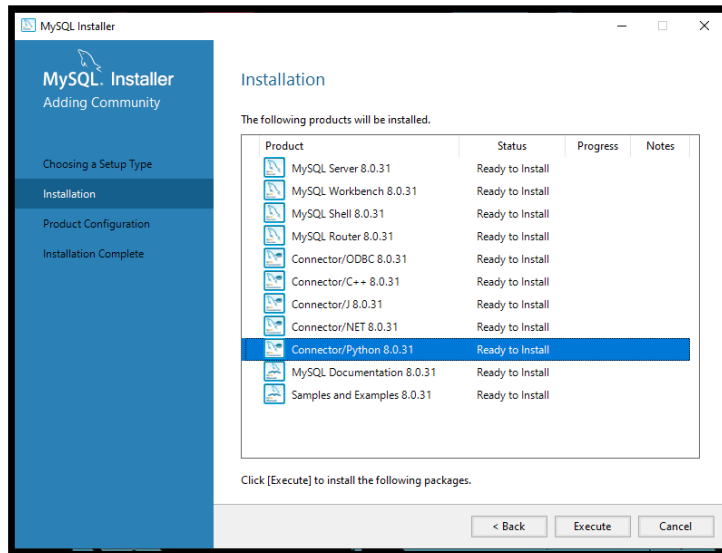 MySQL Installer
MySQL. Installer
Adding Community
Choosing a Setup Type
Installation
Product Configuration
Installation Complete
Installation
The following products will be installed.
Product Status Progress Notes
MySQL Server 8.0.31 Ready to Install
MySQL Workbench 8.0.31 Ready to Install
MySQL Shell 8.0.31 Ready to Install
MySQL Router 8.0.31 Ready to Install
Connector/ODBC 8.0.31 Ready to Install
Connector/C++ 8.0.31 Ready to Install
Connector/J 8.0.31 Ready to Install
Connector/NET 8.0.31 Ready to Install
Connector/Python 8.0.31 Ready to Install
MySQL Documentation 8.0.31 Ready to Install
Samples and Examples 8.0.31 Ready to Install
Click [Execute] to install the following packages.
< Back Execute Cancel